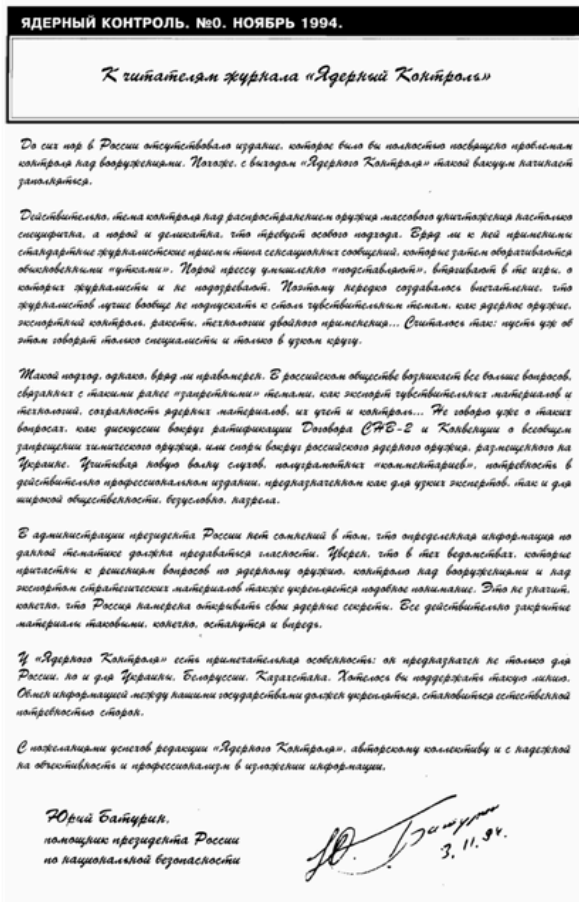 ЯДЕРНЫЙ КОНТРОЛЬ. №0. НОЯБРЬ 1994.
К читателям журнала «Ядерный Контроль»
До сих пор в России отсутствовало издание, которое было бы полностью посвящено проблемам
контроля над вооружениями. Похоже, с выходом «Ядерного Контроля» такой вакуум начинает
заполняться.
Действительно, тема контроля над распространением оружия массового уничтожения настолько
специфична, а порой и деликатна, что требует особого подхода. Вряд ли к ней применимы
стандартные журналистские приемы типа сенсационных сообщений, которые затем оборачиваются
обыкновенными «утками». Порой прессу умышленно «подставляют», втягивают в те игры, о
которых журналисты и не подозревают. Поэтому нередко создавалось впечатление, что
журналистов лучше вообще не подпускать к столь чувствительным темам, как ядерное оружие,
экспортный контроль, ракеты, технологии двойного применения... Считалось так: пусть уж об
этом говорят только специалисты и только в узком кругу.
Такой подход, однако, вряд ли правомерен. В российском обществе возникает все больше вопросов,
связанных с такими ранее «запретными» темами, как экспорт чувствительных материалов и
технологий, сохранность ядерных материалов, их учет и контроль... Не говорю уже о таких
вопросах, как дискуссии вокруг ратификации Договора СНВ-2 и Конвенции о всеобщем
запрещении химического оружия, или споры вокруг российского ядерного оружия, размещенного на
Украине. Учитывая новую волну слухов, полуграмотных «комментариев», потребность в
действительно профессиональном издании, предназначенном как для узких экспертов, так и для
широкой общественности, безусловно, назрела.
В администрации президента России нет сомнений в том, что определенная информация по
данной тематике должна предаваться гласности. Уверен, что в тех ведомствах, которые
причастны к решениям вопросов по ядерному оружию, контролю над вооружениями и над
экспортом стратегических материалов также укрепляется подобное понимание. Это не значит,
конечно, что Россия намерена открывать свои ядерные секреты. Все действительно закрытые
материалы таковыми, конечно, останутся и впредь.
У «Ядерного Контроля» есть примечательная особенность: он предназначен не только для
России, но и для Украины, Белоруссии, Казахстана. Хотелось бы поддержать такую линию.
Обмен информацией между нашими государствами должен укрепляться, становиться естественной
потребностью сторон.
С пожеланиями успехов редакции «Ядерного Контроля», авторскому коллективу и с надеждой
на объективность и профессионализм в изложении информации,
Юрий Батурин,
помощник президента России
по национальной безопасности
Ю. Батурин
3.11.94.